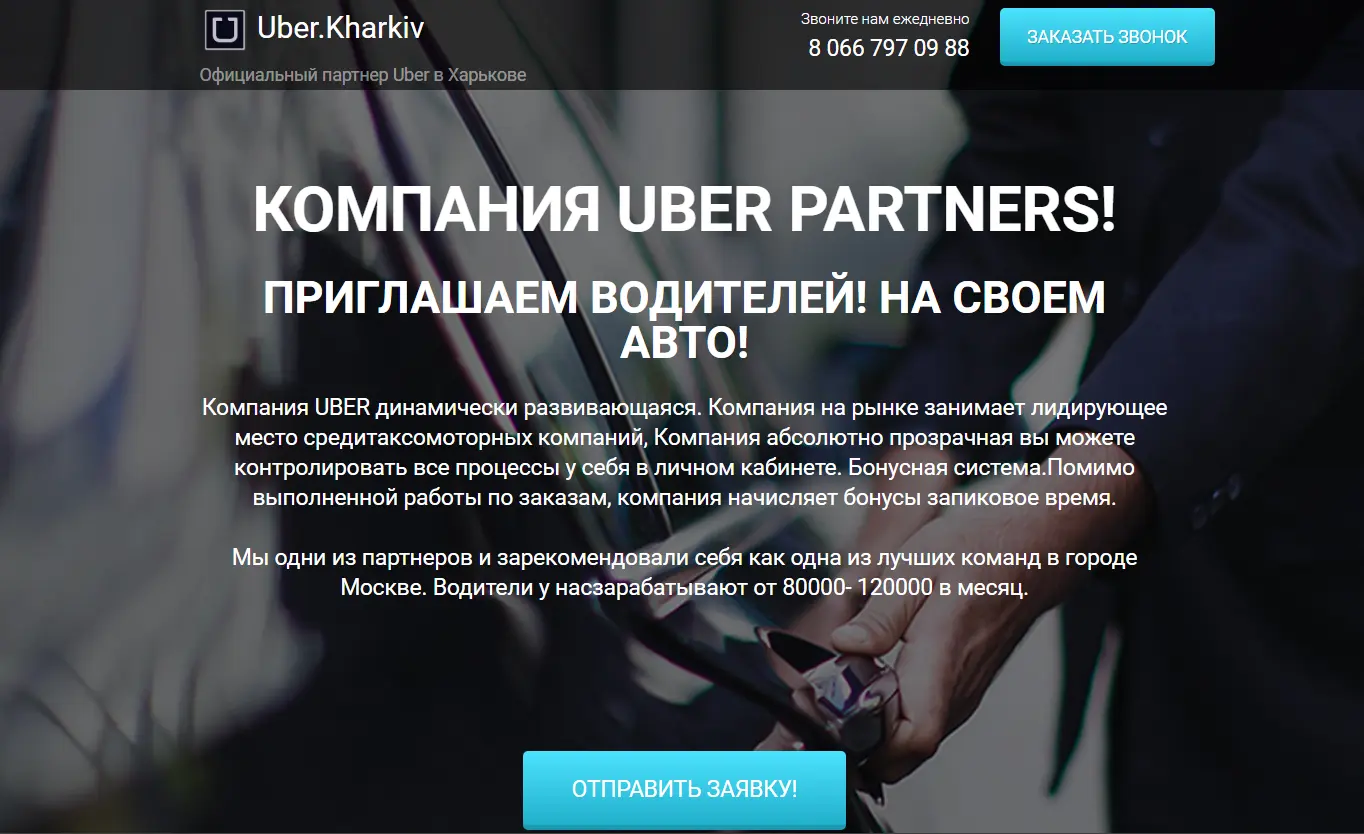 Uber.Kharkiv
Официальный партнер Uber в Харькове
Звоните нам ежедневно
8 066 797 09 88
ЗАКАЗАТЬ ЗВОНОК
КОМПАНИЯ UBER PARTNERS!
ПРИГЛАШАЕМ ВОДИТЕЛЕЙ! НА СВОЕМ
АВТО!
Компания UBER динамически развивающаяся. Компания на рынке занимает лидирующее
место средитаксомоторных компаний, Компания абсолютно прозрачная вы можете
контролировать все процессы у себя в личном кабинете. Бонусная система.Помимо
выполненной работы по заказам, компания начисляет бонусы запиковое время.
Мы одни из партнеров и зарекомендовали себя как одна из лучших команд в городе
Москве. Водители у насзарабатывают от 80000- 120000 в месяц.
ОТПРАВИТЬ ЗАЯВКУ!